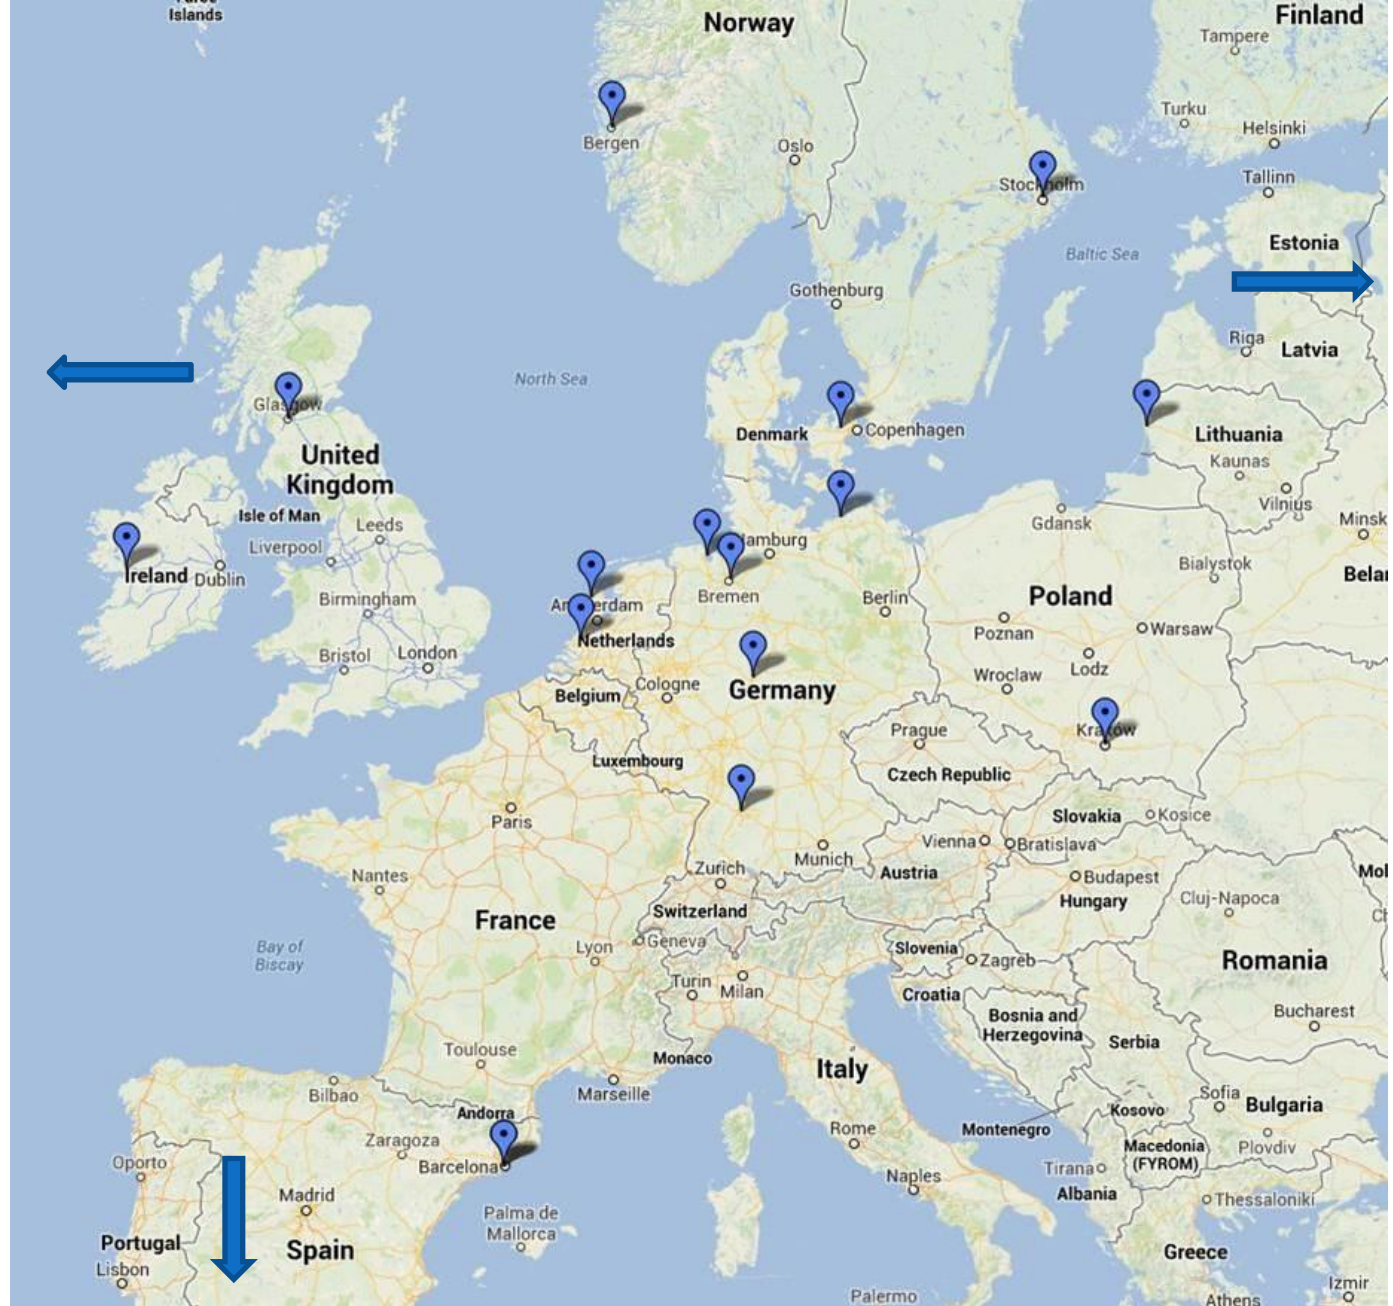 Islands
Norway
Finland
Tampere
Turku
Bergen
Oslo
Helsinki
Stockholm
Tallinn
Estonia
Baltic Sea
Gothenburg
Riga
Latvia
North Sea
Glasgow
Denmark
Copenhagen
Lithuania
Kaunas
United
Kingdom
Isle of Man
Leeds
Vilnius
Gdansk
Minsk
Liverpool
Hamburg
Bialystok
Ireland
Dublin
Belar
Birmingham
Amsterdam
Bremen
Berlin
Poland
Poznan
Warsaw
Netherlands
Bristol
London
Lodz
Wroclaw
Belgium
Cologne
Germany
Prague
Krakow
Luxembourg
Czech Republic
Paris
Slovakia
Kosice
Vienna
Bratislava
Munich
Zurich
Austria
Nantes
Budapest
Mol
Hungary
Cluj-Napoca
Switzerland
France
Ch
Bay of
Biscay
Lyon
Geneva
Slovenia
Zagreb
Romania
Turin
Milan
Croatia
Bosnia and
Herzegovina
Bucharest
Serbia
Toulouse
Monaco
Italy
Bilbao
Marseille
Sofia
Bulgaria
Andorra
Kosovo
Zaragoza
Rome
Montenegro
Macedonia
(FYROM)
Plovdiv
Oporto
Barcelona
Tirana
Naples
Albania
Madrid
Thessaloniki
Palma de
Mallorca
Portugal
Spain
Greece
Lisbon
Izmir
Palermo
Athens